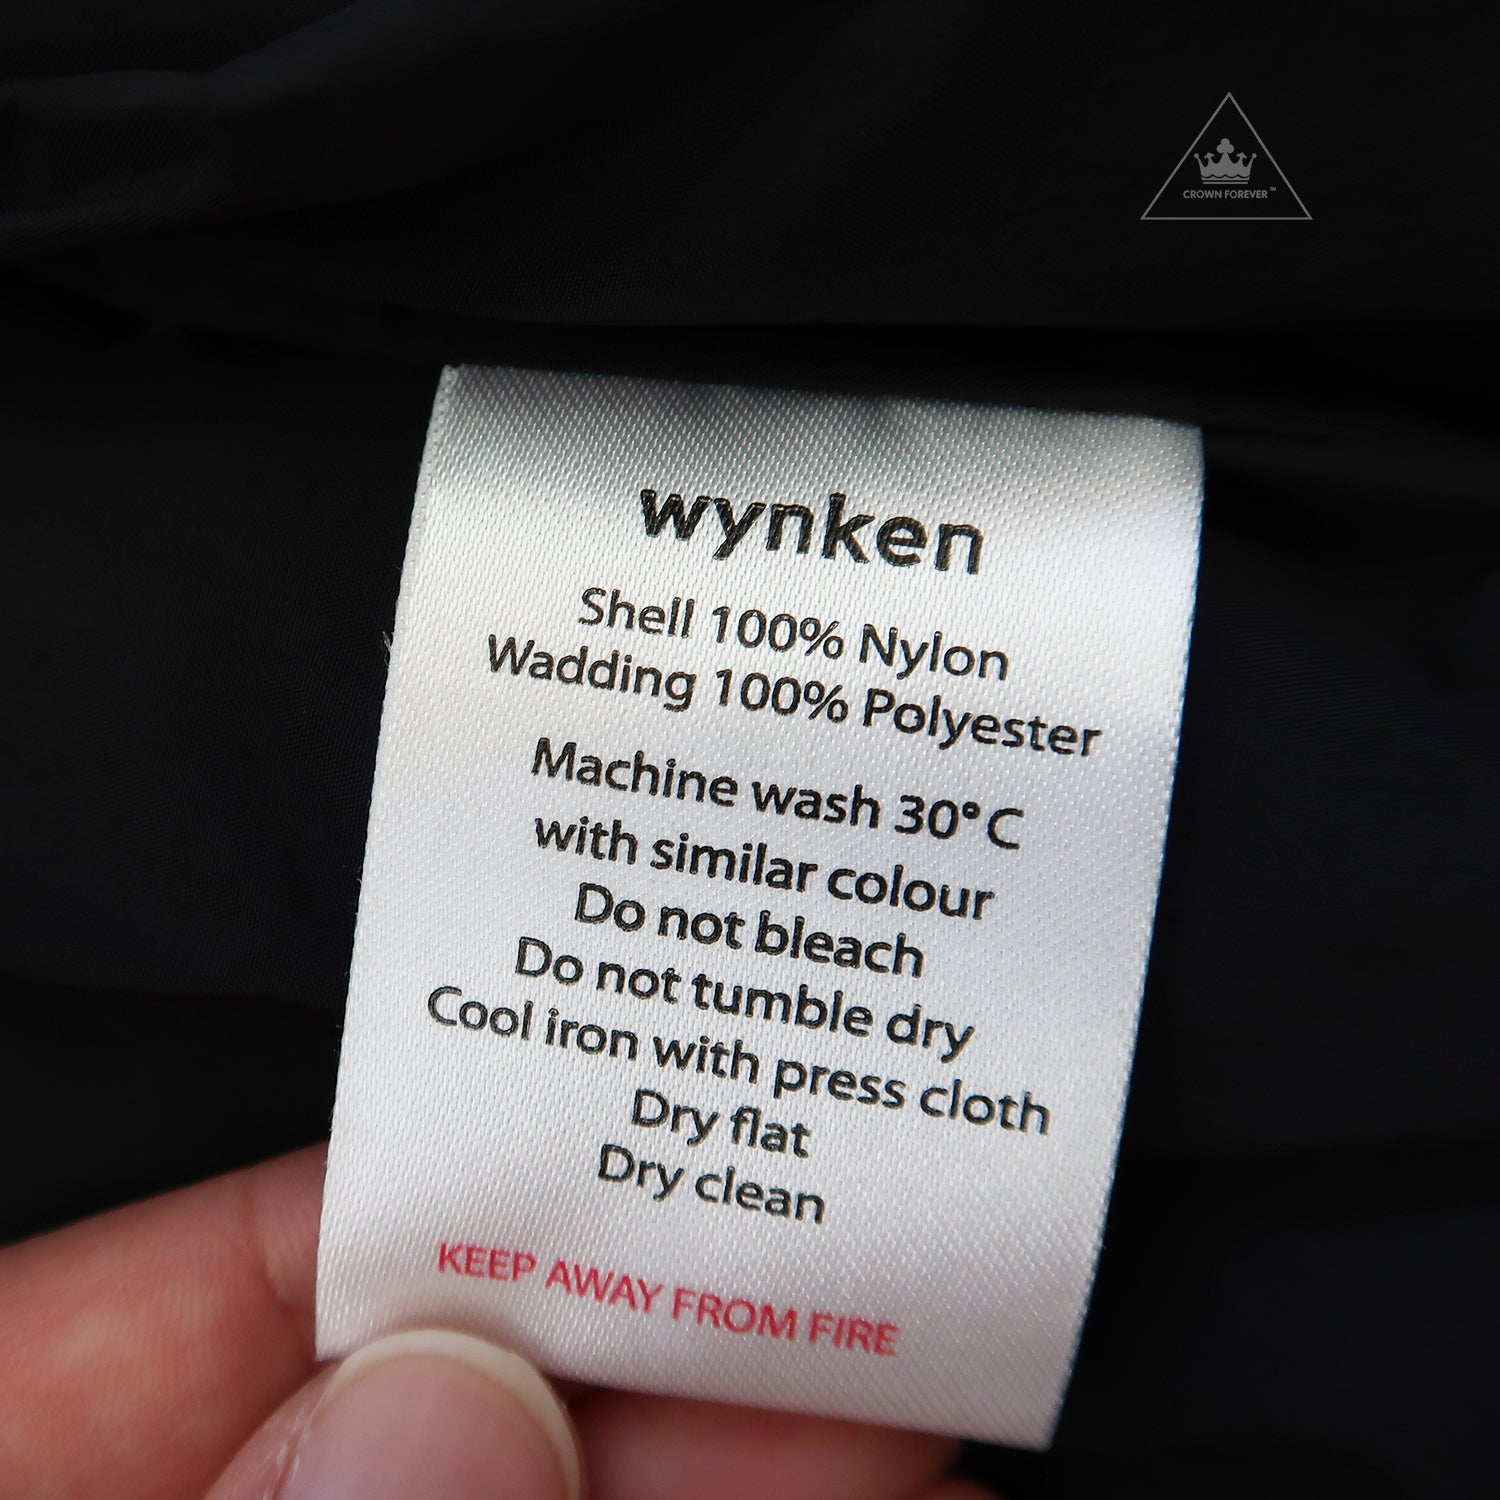 CROWN FOREVER™
wynken
Shell 100% Nylon
Wadding 100% Polyester
Machine wash 30°C
with similar colour
Do not bleach
Do not tumble dry
Cool iron with press cloth
Dry flat
Dry clean
KEEP AWAY FROM FIRE